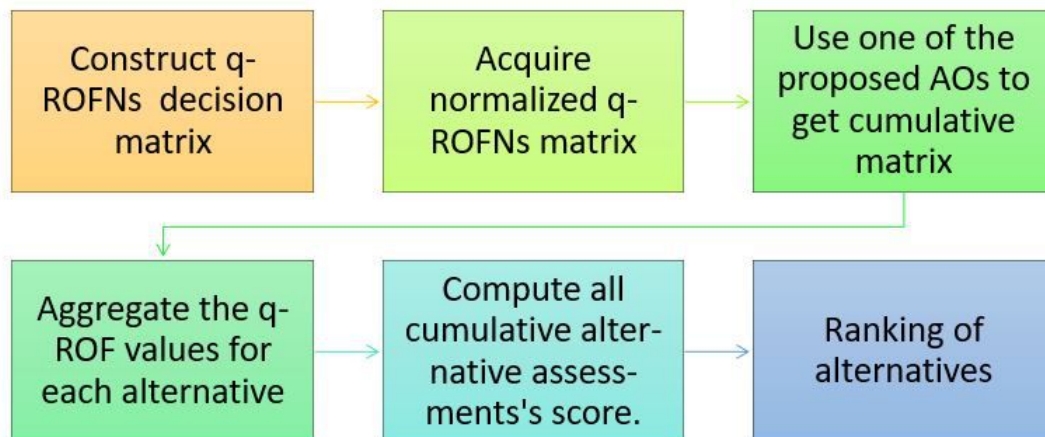 Construct q-
ROFNs decision
matrix
Acquire
normalized q-
ROFNs matrix
Use one of the
proposed AOs to
get cumulative
matrix
Aggregate the q-
ROF values for
each alternative
Compute all
cumulative alter-
native assess-
ments's score.
Ranking of
alternatives